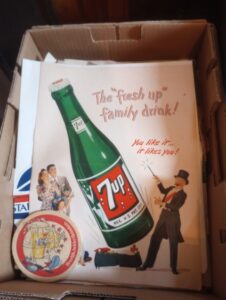 The "fresh up"
family drink!
You like it...
it likes you!
7up
7up
STA